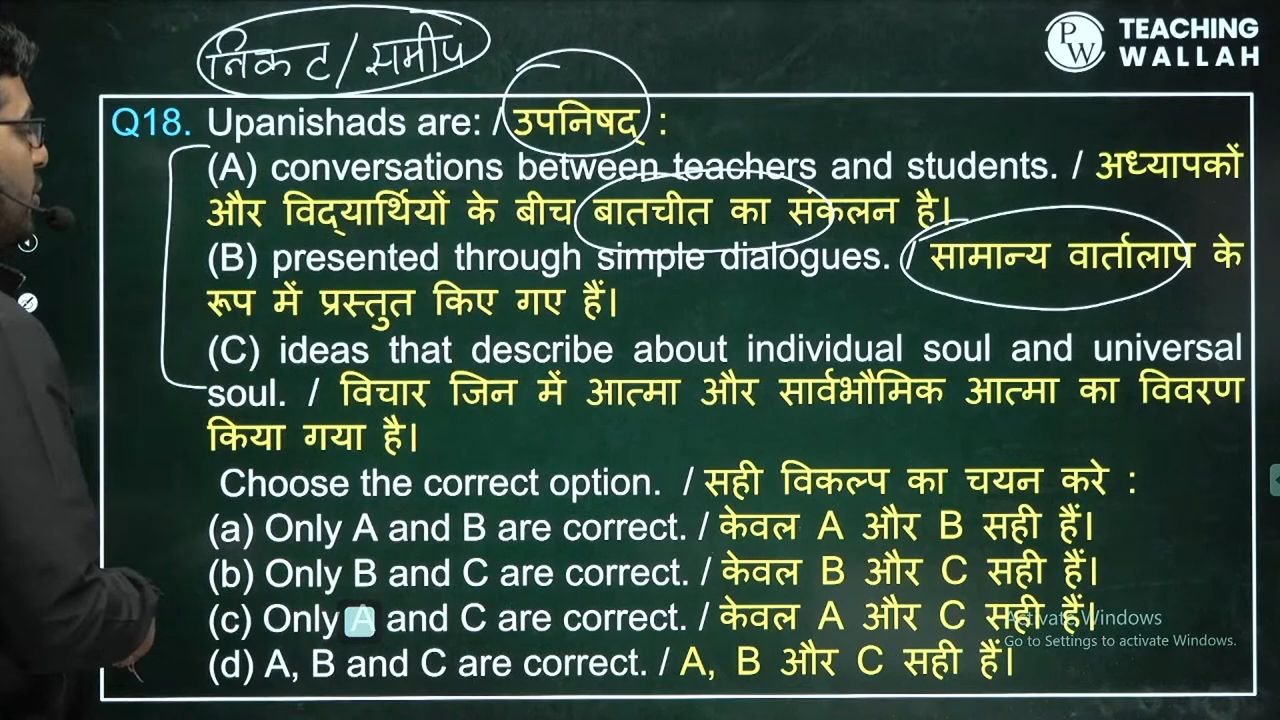 निकट/समीप
PW TEACHING
WALLAH
Q18. Upanishads are: / उपनिषद् :
(A) conversations between teachers and students. / अध्यापकों
और विद्यार्थियों के बीच बातचीत का संकलन है।
(B) presented through simple dialogues. / सामान्य वार्तालाप के
रूप में प्रस्तुत किए गए हैं।
(C) ideas that describe about individual soul and universal
soul. / विचार जिन में आत्मा और सार्वभौमिक आत्मा का विवरण
किया गया है।
Choose the correct option. / सही विकल्प का चयन करे :
(a) Only A and B are correct. / केवल A और B सही हैं।
(b) Only B and C are correct. / केवल B और C सही हैं।
(c) Only A and C are correct. / केवल A और C सही हैं।
Activate Windows
Go to Settings to activate Windows.
(d) A, B and C are correct. / A, B और C सही हैं।